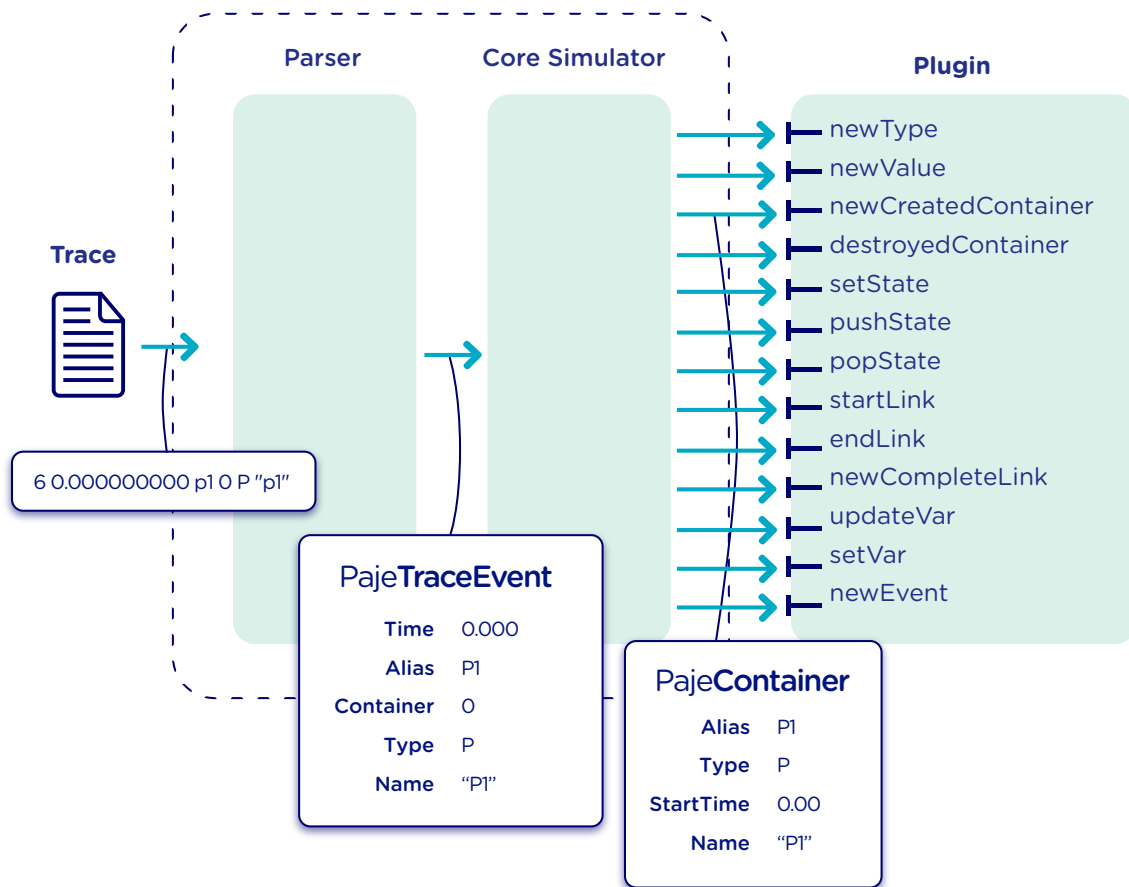 Parser
Core Simulator
Plugin
newType
newValue
newCreatedContainer
destroyedContainer
setState
pushState
popState
startLink
endLink
newCompleteLink
updateVar
setVar
newEvent
Trace
6 0.000000000 p1 0 P "p1"
PajeTraceEvent
Time 0.000
Alias P1
Container 0
Type P
Name “P1”
PajeContainer
Alias P1
Type P
StartTime 0.00
Name “P1”